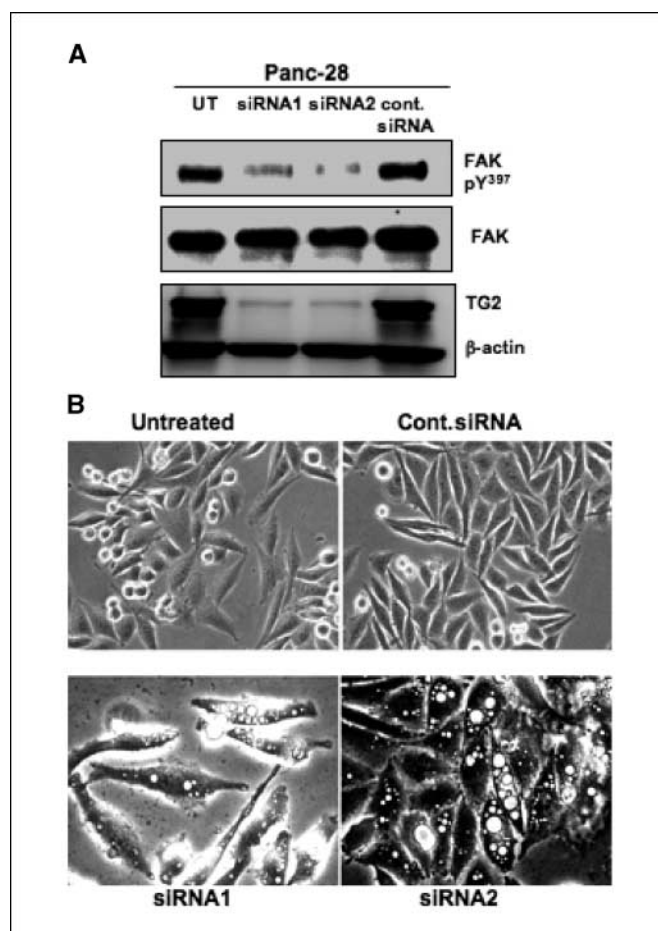 A
Panc-28
UT siRNA1 siRNA2 cont. siRNA
FAK
pY³⁹⁷
FAK
TG2
β-actin
B
Untreated Cont.siRNA
siRNA1 siRNA2